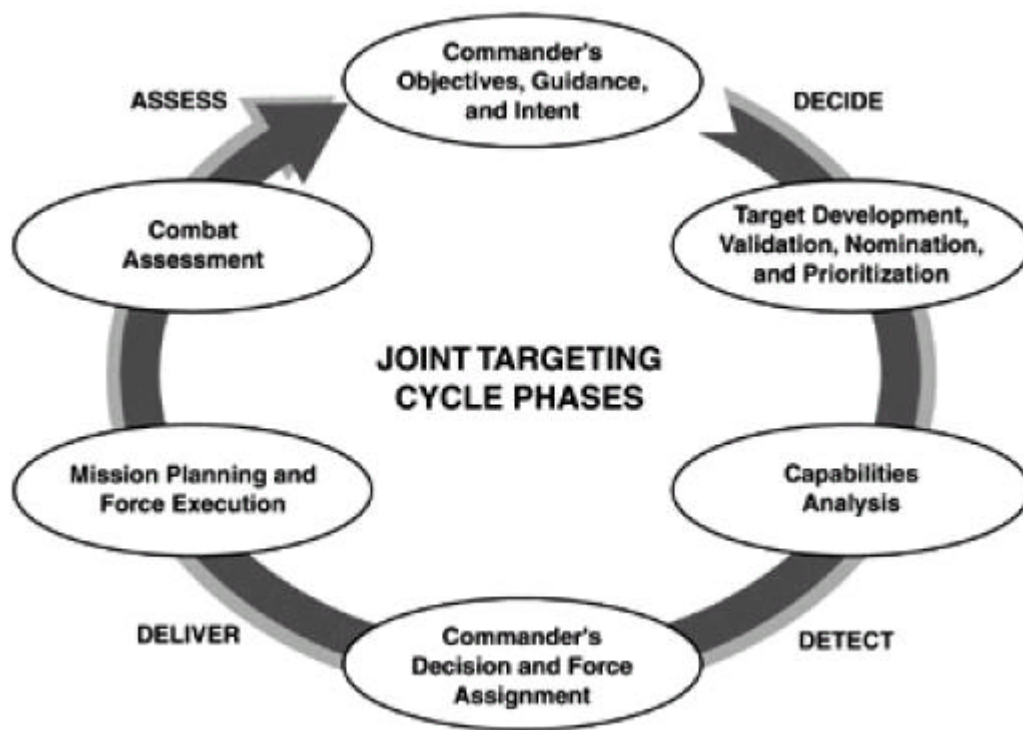 Commander's
Objectives, Guidance,
and Intent
ASSESS
DECIDE
Combat
Assessment
Target Development,
Validation, Nomination,
and Prioritization
JOINT TARGETING
CYCLE PHASES
Mission Planning and
Force Execution
Capabilities
Analysis
DELIVER
Commander's
Decision and Force
Assignment
DETECT